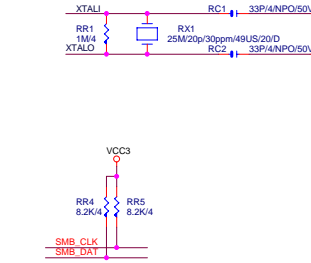 XTALI RC1 33P/4/NPO/50V
RR1 RX1
1M/4 25M/20p/30ppm/49US/20/D
XTALO RC2 33P/4/NPO/50V
VCC3
RR4 RR5
8.2K/4 8.2K/4
SMB_CLK
SMB_DAT